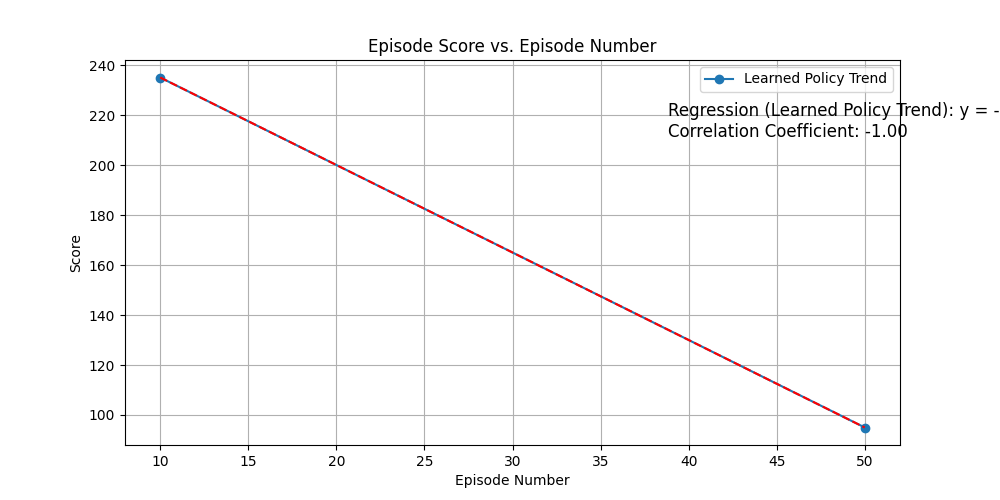 Episode Score vs. Episode Number
240
220
200
180
160
140
120
100
Score
Learned Policy Trend
Regression (Learned Policy Trend): y = -
Correlation Coefficient: -1.00
10 15 20 25 30 35 40 45 50
Episode Number